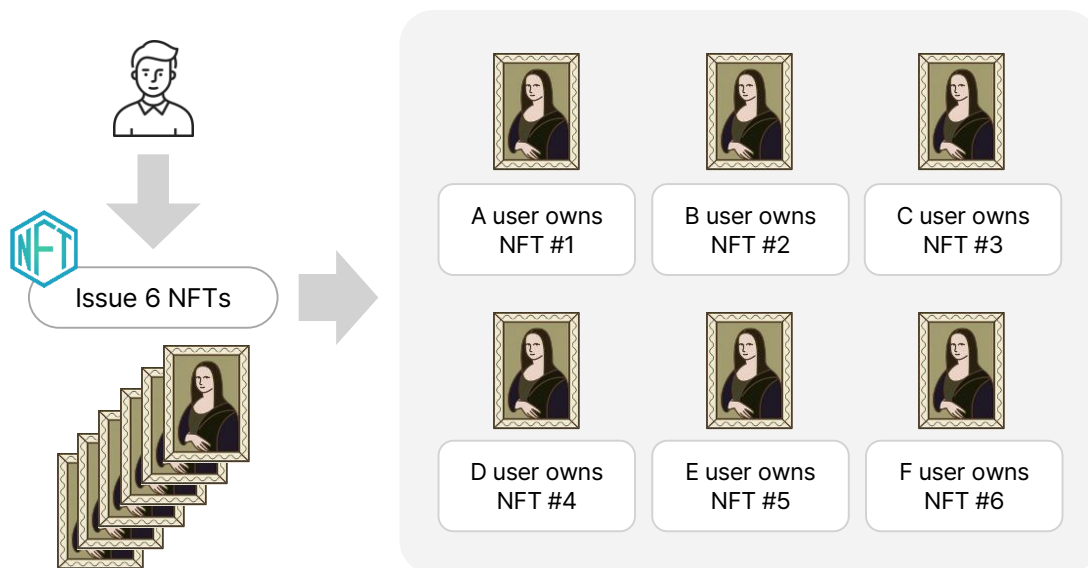 NFT
Issue 6 NFTs
A user owns
NFT #1
B user owns
NFT #2
C user owns
NFT #3
D user owns
NFT #4
E user owns
NFT #5
F user owns
NFT #6